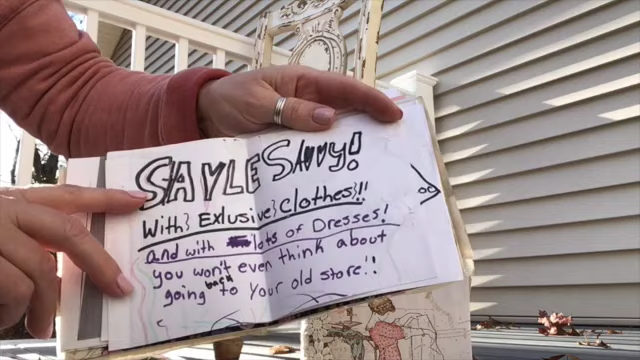 SAYLE SAvvy!
With} Exlusive} Clothes}!!
and with lots of Dresses!
you won't even think about
going back to your old store!!